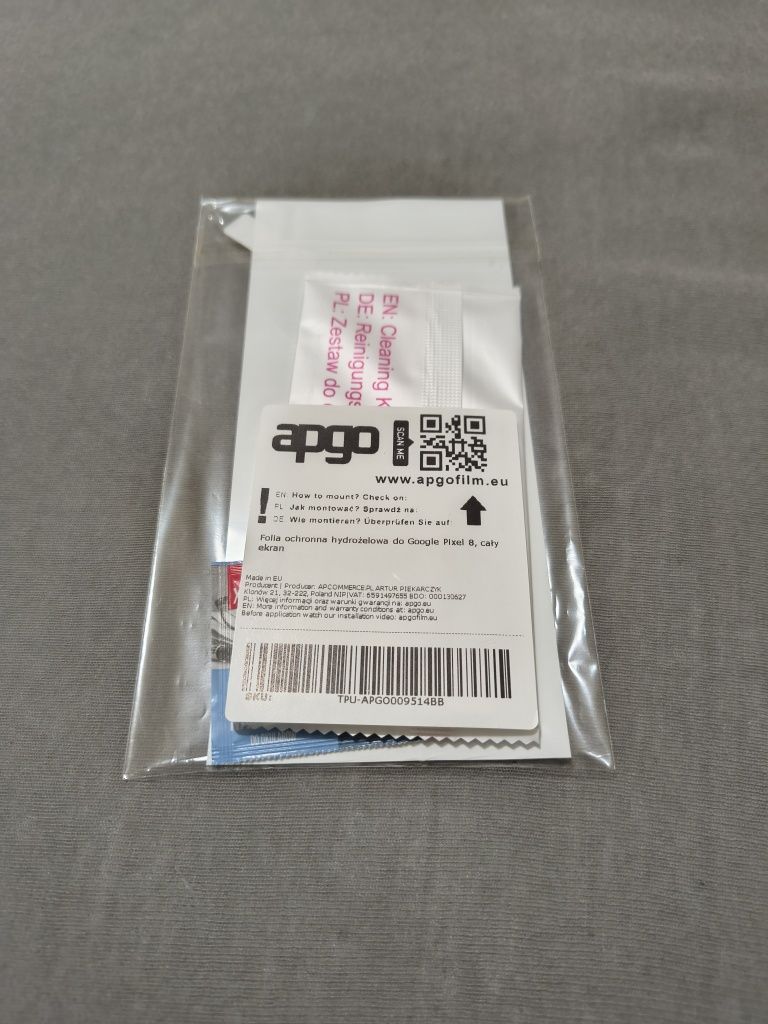 EN: Cleaning K
DE: Reinigungs
PL: Zestaw do
apgo
SCAN ME
www.apgofilm.eu
! EN: How to mount? Check on:
PL: Jak montować? Sprawdź na:
DE: Wie montieren? Überprüfen Sie auf:
Folia ochronna hydrożelowa do Google Pixel 8, cały
ekran
Made in EU
Producent | Producer: APCOMMERCE.PL ARTUR PIEKARCZYK
Klonów 21, 32-222, Poland NIP|VAT: 6591497655 BDO: 000130627
PL: Więcej informacji oraz warunki gwarancji na: apgo.eu
EN: More information and warranty conditions at: apgo.eu
Before application watch our installation video: apgofilm.eu
SKU:
TPU-APGO009514BB